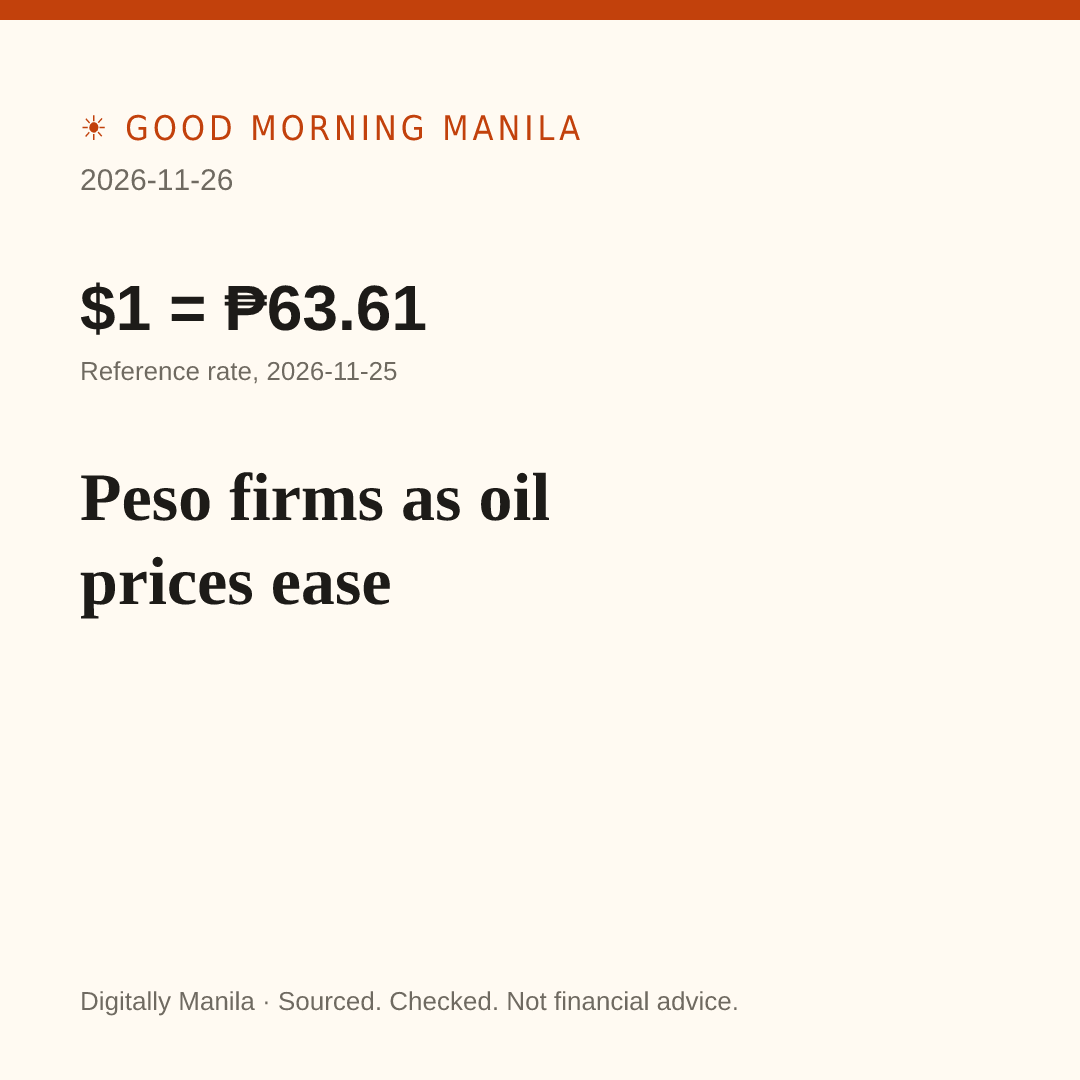 ☀ GOOD MORNING MANILA
2026-11-26
$1 = ₱63.61
Reference rate, 2026-11-25
Peso firms as oil
prices ease
Digitally Manila · Sourced. Checked. Not financial advice.